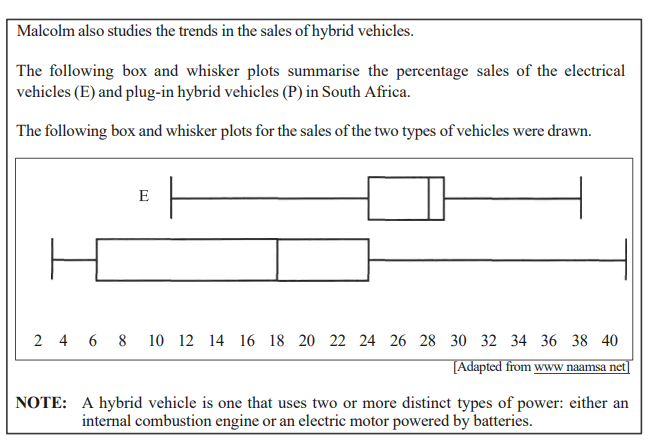 Malcolm also studies the trends in the sales of hybrid vehicles.
The following box and whisker plots summarise the percentage sales of the electrical
vehicles (E) and plug-in hybrid vehicles (P) in South Africa.
The following box and whisker plots for the sales of the two types of vehicles were drawn.
E
2 4 6 8 10 12 14 16 18 20 22 24 26 28 30 32 34 36 38 40
[Adapted from www naamsa net]
NOTE: A hybrid vehicle is one that uses two or more distinct types of power: either an
internal combustion engine or an electric motor powered by batteries.